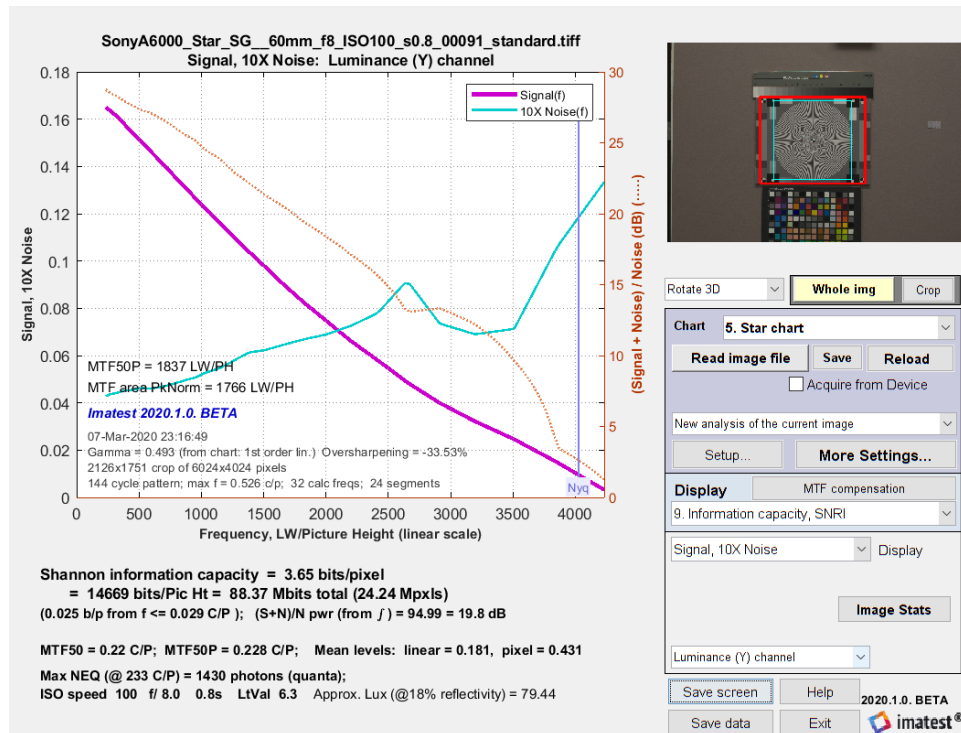 SonyA6000_Star_SG__60mm_f8_ISO100_s0.8_00091_standard.tiff
Signal, 10X Noise: Luminance (Y) channel
Signal(f)
10X Noise(f)
0.18
0.16
0.14
0.12
0.1
0.08
0.06
0.04
0.02
0
Signal, 10X Noise
30
25
20
15
10
5
0
(Signal + Noise) / Noise (dB) (·····)
MTF50P = 1837 LW/PH
MTF area PkNorm = 1766 LW/PH
Imatest 2020.1.0. BETA
07-Mar-2020 23:16:49
Gamma = 0.493 (from chart: 1st order lin.) Oversharpening = -33.53%
2126x1751 crop of 6024x4024 pixels
144 cycle pattern; max f = 0.526 c/p; 32 calc freqs; 24 segments
Nyq
0 500 1000 1500 2000 2500 3000 3500 4000
Frequency, LW/Picture Height (linear scale)
Shannon information capacity = 3.65 bits/pixel
= 14669 bits/Pic Ht = 88.37 Mbits total (24.24 Mpxls)
(0.025 b/p from f <= 0.029 C/P ); (S+N)/N pwr (from ∫ ) = 94.99 = 19.8 dB
MTF50 = 0.22 C/P; MTF50P = 0.228 C/P; Mean levels: linear = 0.181, pixel = 0.431
Max NEQ (@ 233 C/P) = 1430 photons (quanta);
ISO speed 100 f/ 8.0 0.8s LtVal 6.3 Approx. Lux (@18% reflectivity) = 79.44
Rotate 3D
Whole img
Crop
Chart
5. Star chart
Read image file
Save
Reload
Acquire from Device
New analysis of the current image
Setup...
More Settings...
Display
MTF compensation
9. Information capacity, SNRI
Signal, 10X Noise
Display
Image Stats
Luminance (Y) channel
Save screen
Help
2020.1.0. BETA
Save data
Exit
imatest®